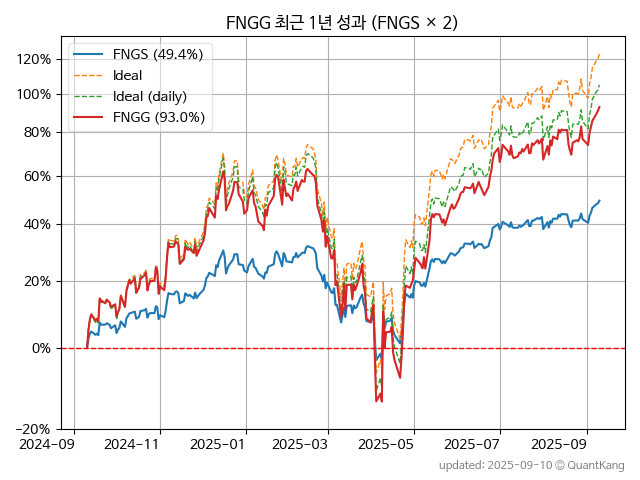 FNGG 최근 1년 성과 (FNGS × 2)
FNGS (49.4%)
Ideal
Ideal (daily)
FNGG (93.0%)
120%
100%
80%
60%
40%
20%
0%
−20%
2024-09 2024-11 2025-01 2025-03 2025-05 2025-07 2025-09
updated: 2025-09-10 © QuantKang